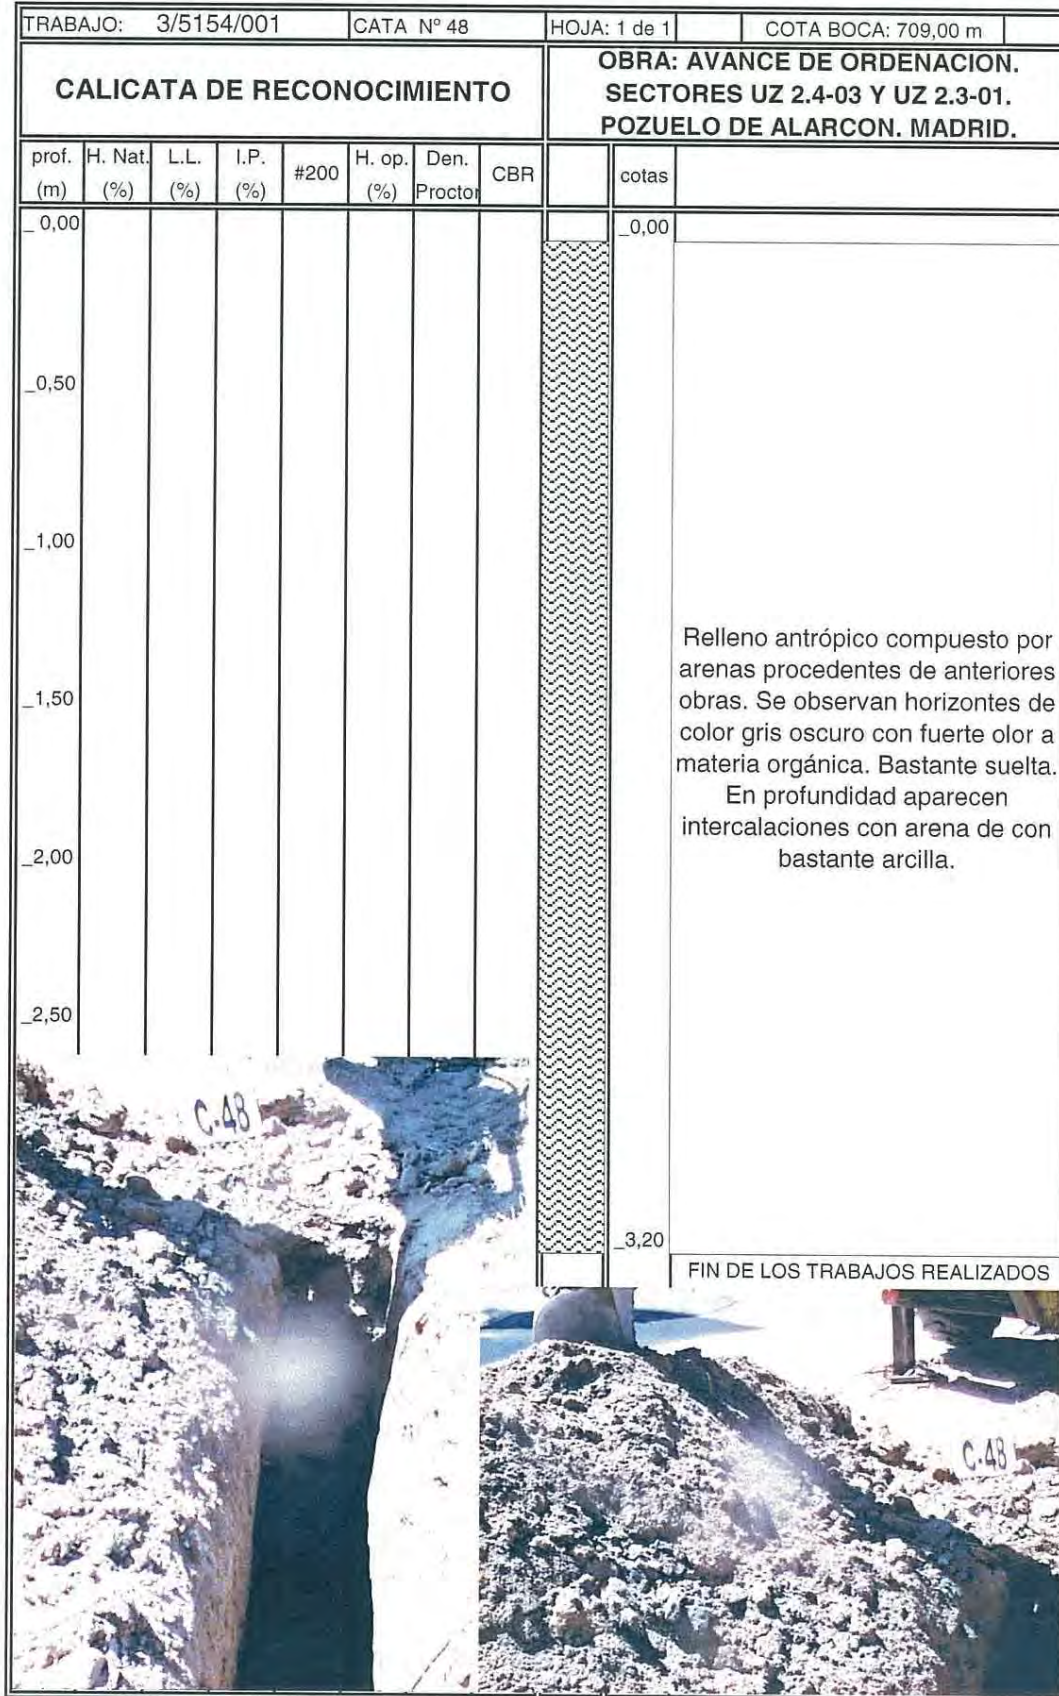 TRABAJO: 3/5154/001 CATA Nº 48 HOJA: 1 de 1 COTA BOCA: 709,00 m
CALICATA DE RECONOCIMIENTO
OBRA: AVANCE DE ORDENACION.
SECTORES UZ 2.4-03 Y UZ 2.3-01.
POZUELO DE ALARCON. MADRID.
prof. H. Nat. L.L. I.P. #200 H. op. Den. CBR cotas
(m) (%) (%) (%) (%) Proctor
_ 0,00 _0,00
_0,50
_1,00
Relleno antrópico compuesto por
arenas procedentes de anteriores
_1,50 obras. Se observan horizontes de
color gris oscuro con fuerte olor a
materia orgánica. Bastante suelta.
En profundidad aparecen
intercalaciones con arena de con
_2,00 bastante arcilla.
_2,50
C-48
_3,20
FIN DE LOS TRABAJOS REALIZADOS
C-48